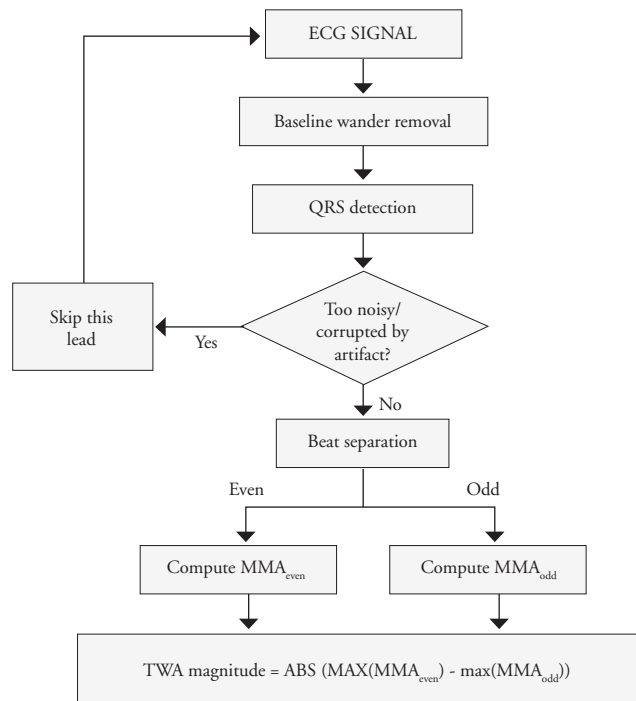 ECG SIGNAL
Baseline wander removal
QRS detection
Too noisy/
corrupted by
artifact?
Skip this
lead
Yes
No
Beat separation
Even
Odd
Compute MMAeven
Compute MMAodd
TWA magnitude = ABS (MAX(MMAeven) - max(MMAodd))